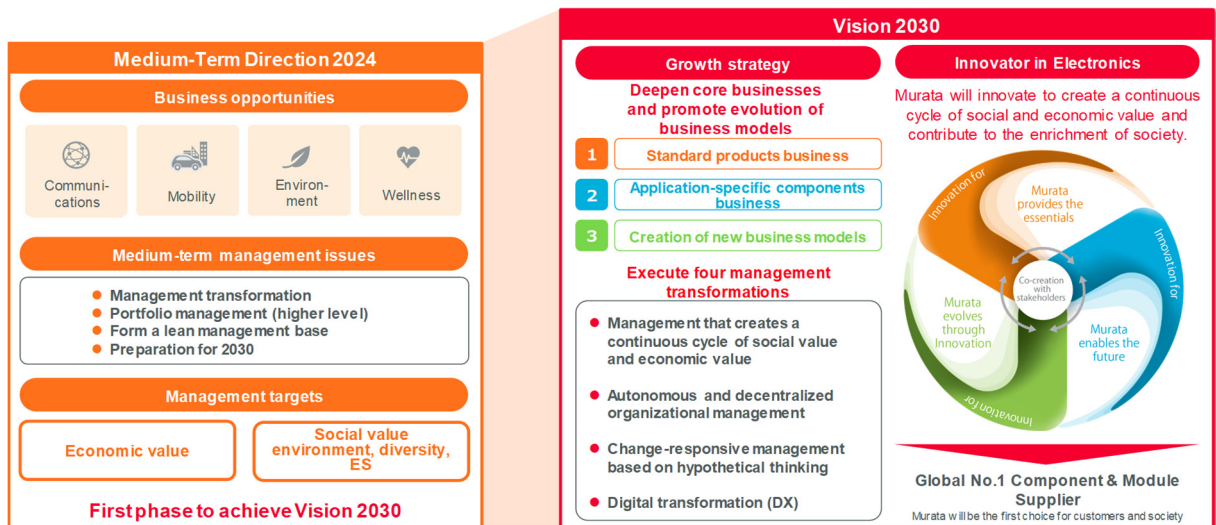 Medium-Term Direction 2024
Business opportunities
Communi-
cations
Mobility
Environ-
ment
Wellness
Medium-term management issues
Management transformation
Portfolio management (higher level)
Form a lean management base
Preparation for 2030
Management targets
Economic value
Social value
environment, diversity,
ES
First phase to achieve Vision 2030
Vision 2030
Growth strategy
Deepen core businesses
and promote evolution of
business models
1 Standard products business
2 Application-specific components
business
3 Creation of new business models
Execute four management
transformations
Management that creates a
continuous cycle of social value
and economic value
Autonomous and decentralized
organizational management
Change-responsive management
based on hypothetical thinking
Digital transformation (DX)
Innovator in Electronics
Murata will innovate to create a continuous
cycle of social and economic value and
contribute to the enrichment of society.
Innovation for
Murata
provides the
essentials
Innovation for
Murata
enables the
future
Innovation for
Murata
evolves
through
Innovation
Co-creation
with
stakeholders
Global No.1 Component & Module
Supplier
Murata will be the first choice for customers and society